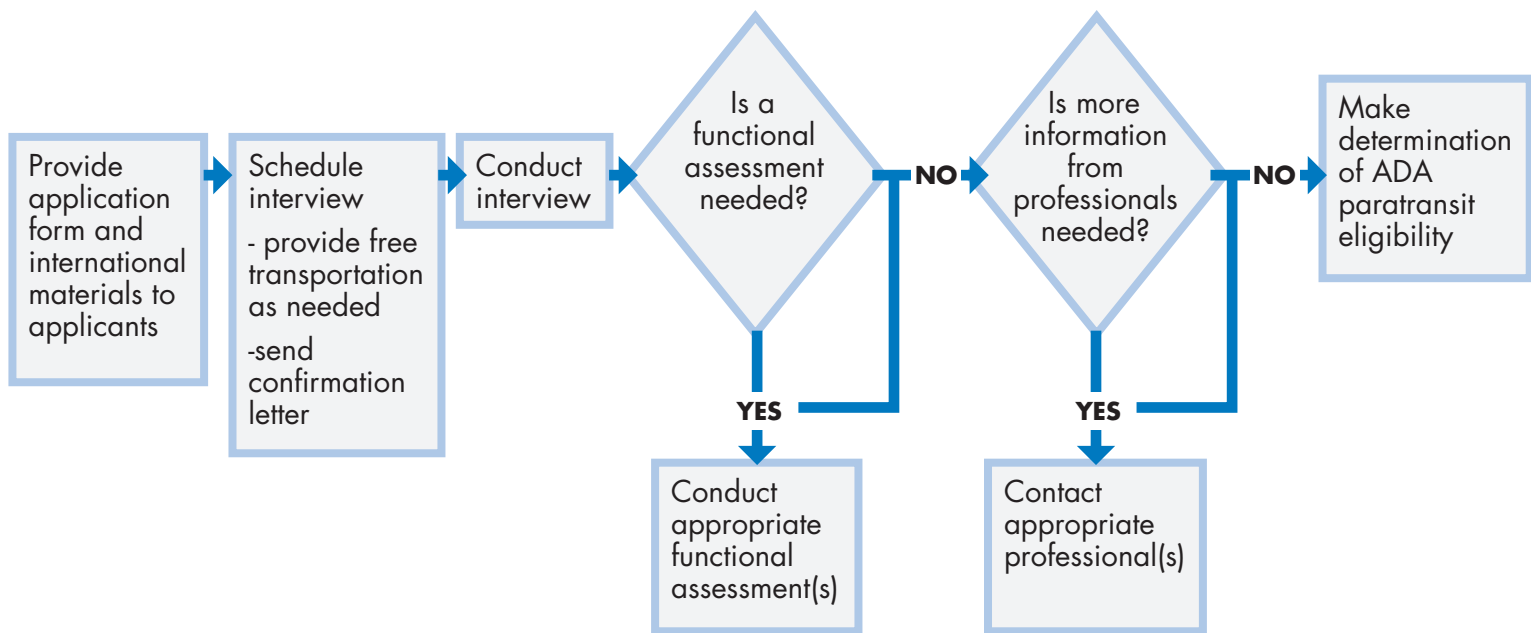 Provide
application
form and
international
materials to
applicants
Schedule
interview
- provide free
transportation
as needed
-send
confirmation
letter
Conduct
interview
Is a
functional
assessment
needed?
NO
YES
Conduct
appropriate
functional
assessment(s)
Is more
information
from
professionals
needed?
NO
YES
Contact
appropriate
professional(s)
Make
determination
of ADA
paratransit
eligibility